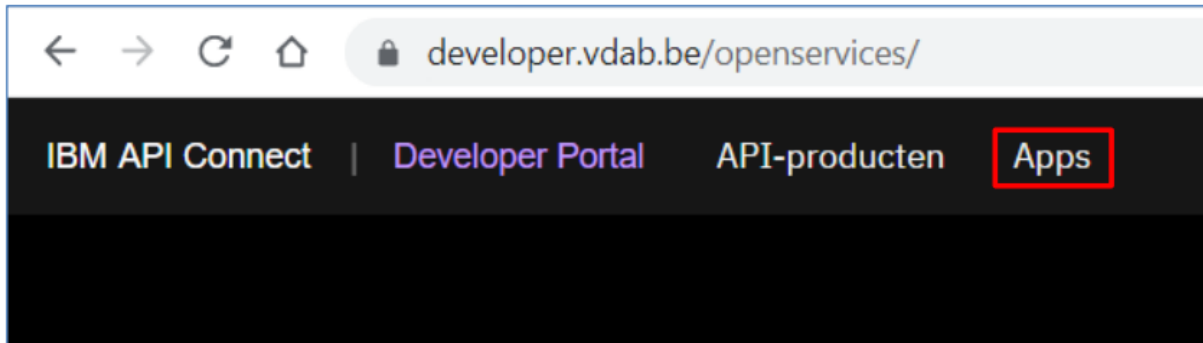 developer.vdab.be/openservices/
IBM API Connect | Developer Portal API-producten Apps